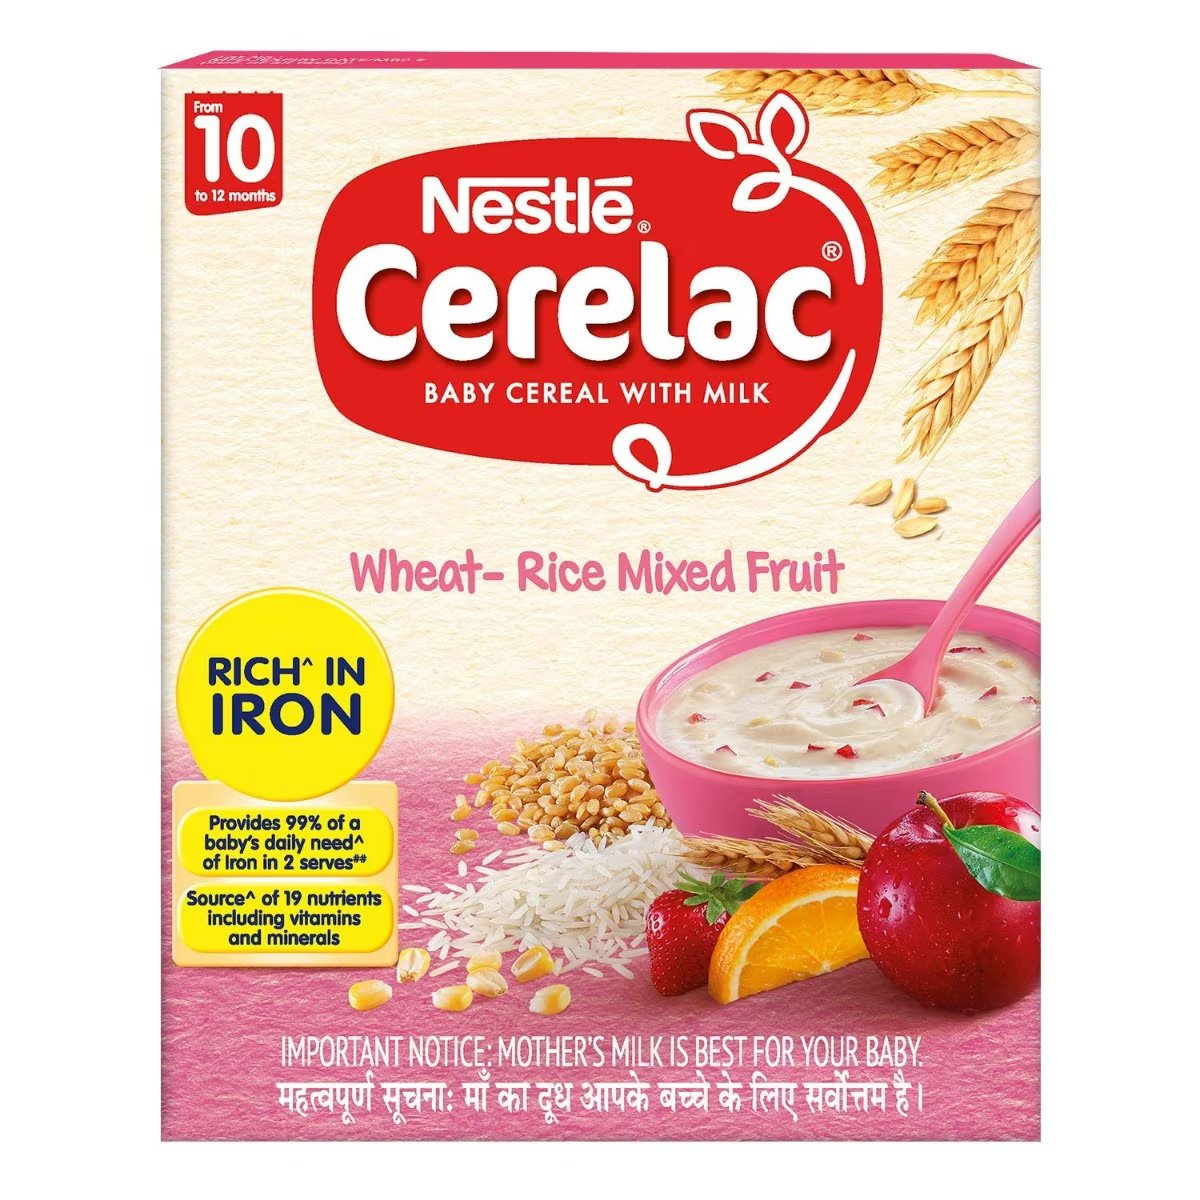 From
10
to 12 months
Nestlé®
Cerelac®
BABY CEREAL WITH MILK
Wheat- Rice Mixed Fruit
RICH^ IN
IRON
Provides 99% of a
baby's daily need^
of Iron in 2 serves##
Source^ of 19 nutrients
including vitamins
and minerals
IMPORTANT NOTICE: MOTHER'S MILK IS BEST FOR YOUR BABY.
महत्वपूर्ण सूचना: माँ का दूध आपके बच्चे के लिए सर्वोत्तम है।